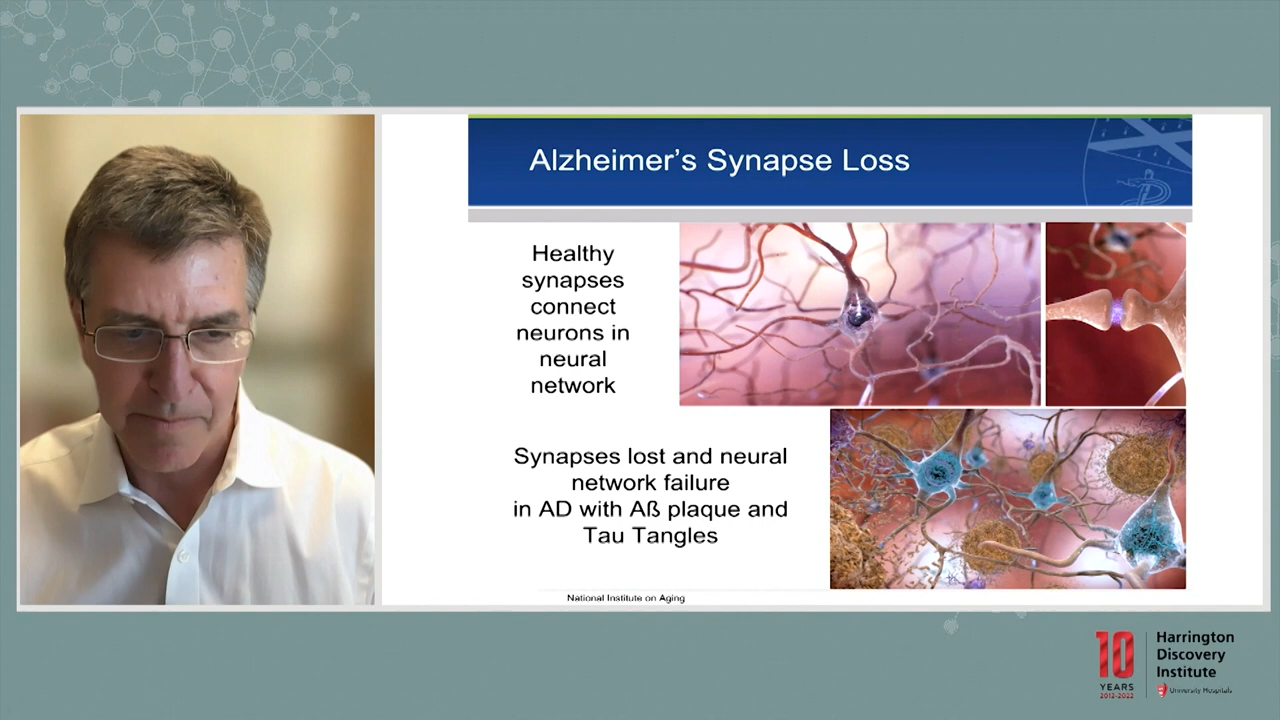 Alzheimer's Synapse Loss
Healthy
synapses
connect
neurons in
neural
network
Synapses lost and neural
network failure
in AD with Aß plaque and
Tau Tangles
National Institute on Aging
10
YEARS
2012-2022
Harrington
Discovery
Institute
University Hospitals